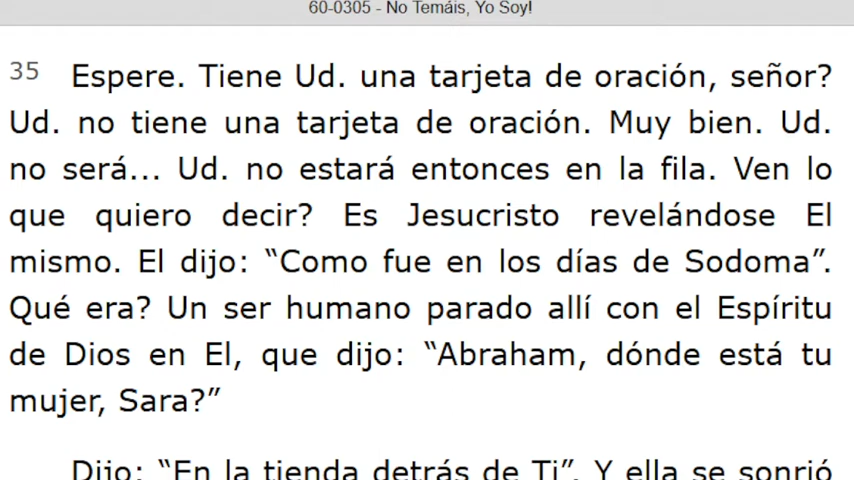 60-0305 - No Temáis, Yo Soy!
35 Espere. Tiene Ud. una tarjeta de oración, señor?
Ud. no tiene una tarjeta de oración. Muy bien. Ud.
no será... Ud. no estará entonces en la fila. Ven lo
que quiero decir? Es Jesucristo revelándose El
mismo. El dijo: “Como fue en los días de Sodoma”.
Qué era? Un ser humano parado allí con el Espíritu
de Dios en El, que dijo: “Abraham, dónde está tu
mujer, Sara?”
Dijo: “En la tienda detrás de Ti”. Y ella se sonrió